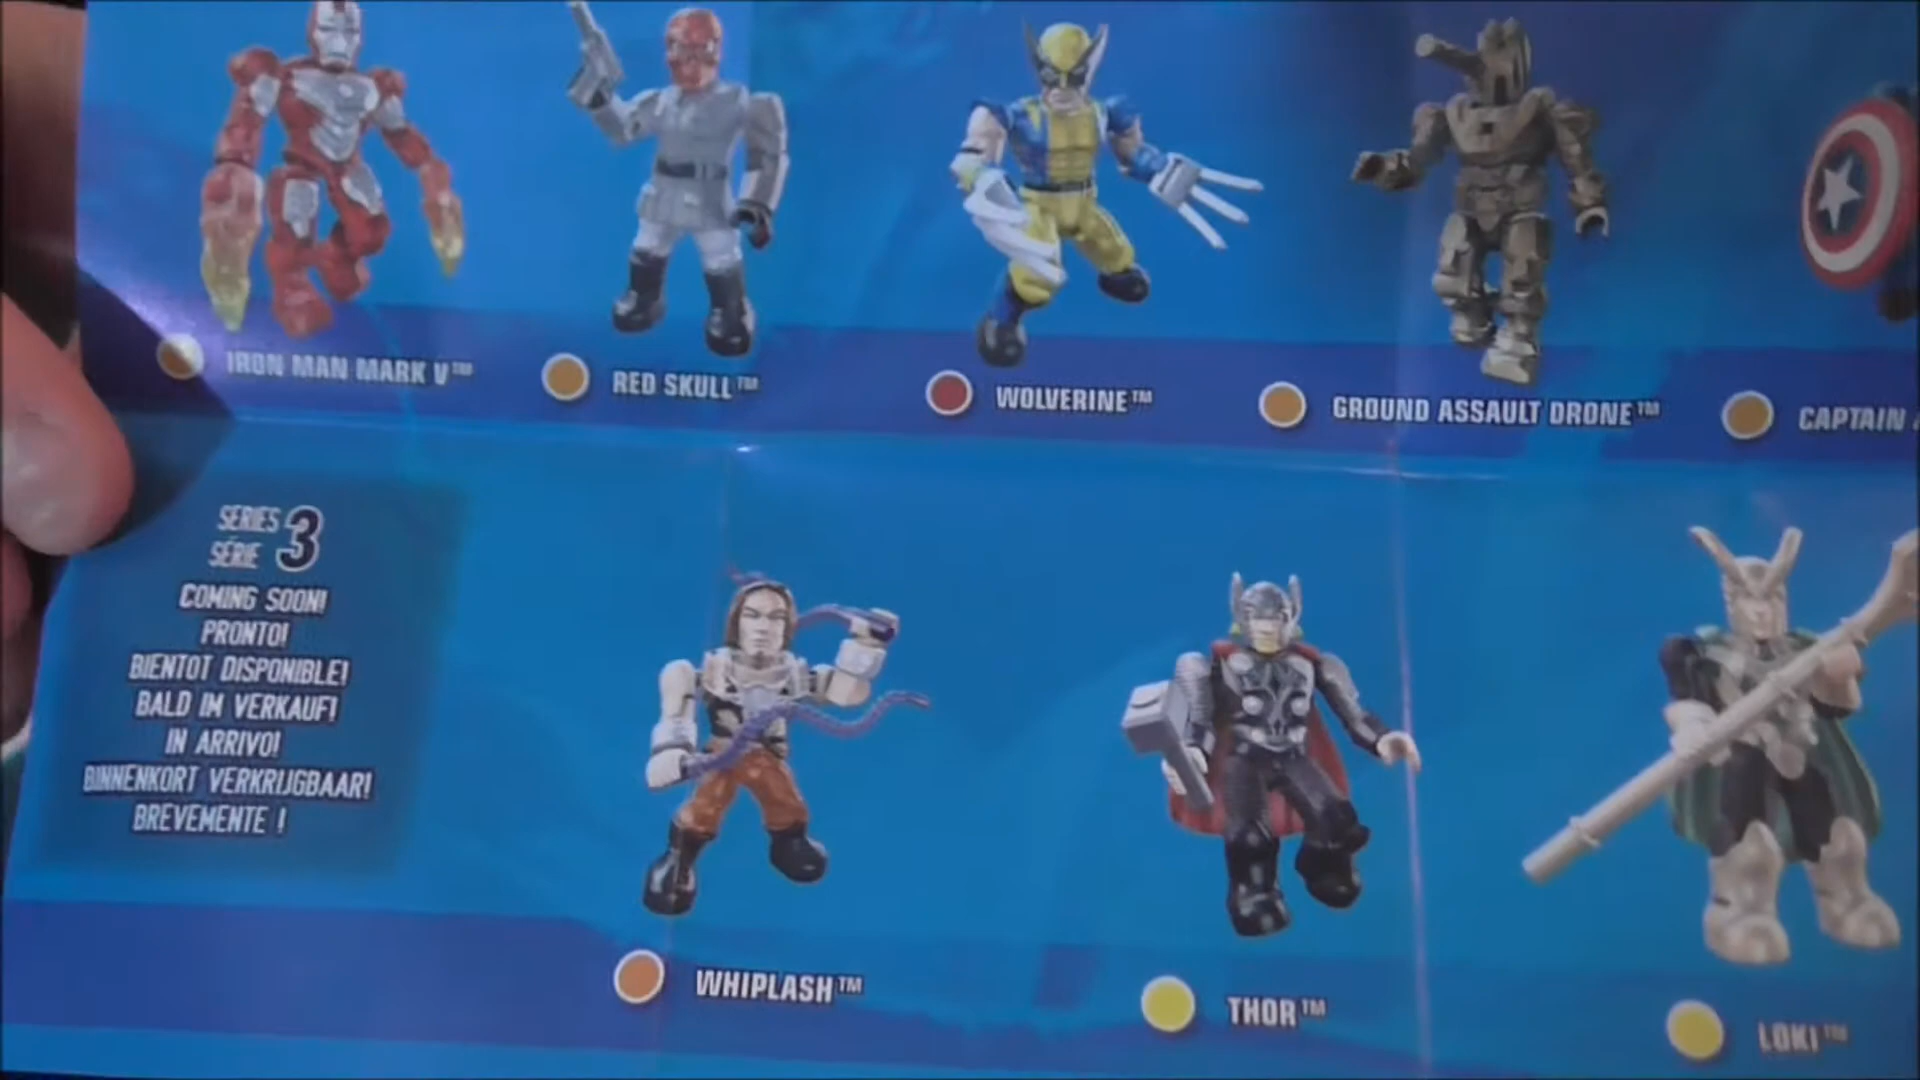 IRON MAN MARK V™
RED SKULL™
WOLVERINE™
GROUND ASSAULT DRONE™
CAPTAIN
SERIES 3
SÉRIE
COMING SOON!
PRONTO!
BIENTOT DISPONIBLE!
BALD IM VERKAUF!
IN ARRIVO!
BINNENKORT VERKRIJGBAAR!
BREVEMENTE !
WHIPLASH™
THOR™
LOKI™